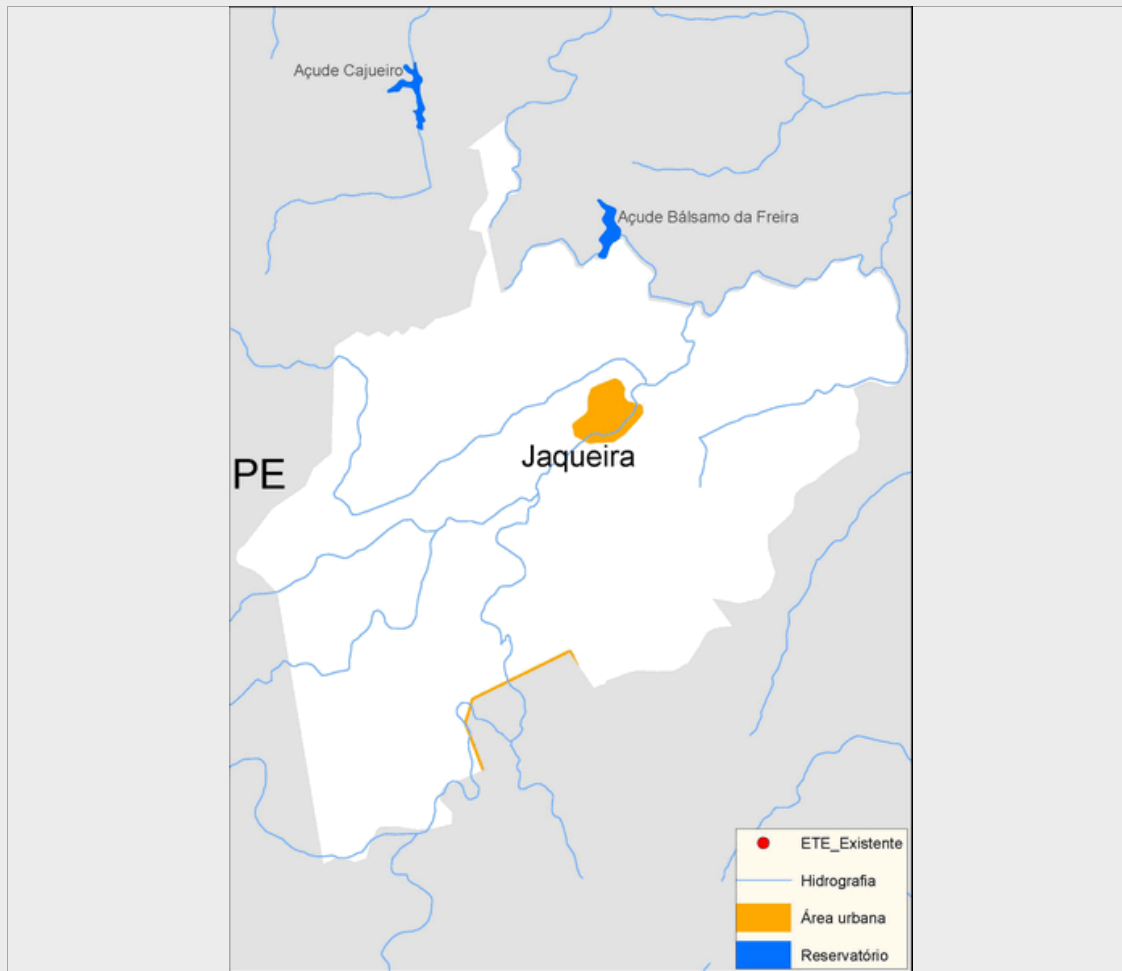 Açude Cajueiro
Açude Bálsamo da Freira
Jaqueira
PE
ETE_Existente
Hidrografia
Área urbana
Reservatório